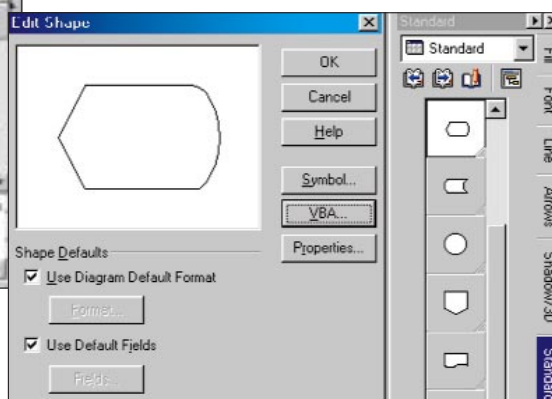 Edit Shape
OK
Cancel
Help
Symbol...
VBA...
Properties...
Shape Defaults
Use Diagram Default Format
Format...
Use Default Fields
Fields...
Standard
Standard
Fill
Font
Line
Arrows
Shadow/3D
Standard